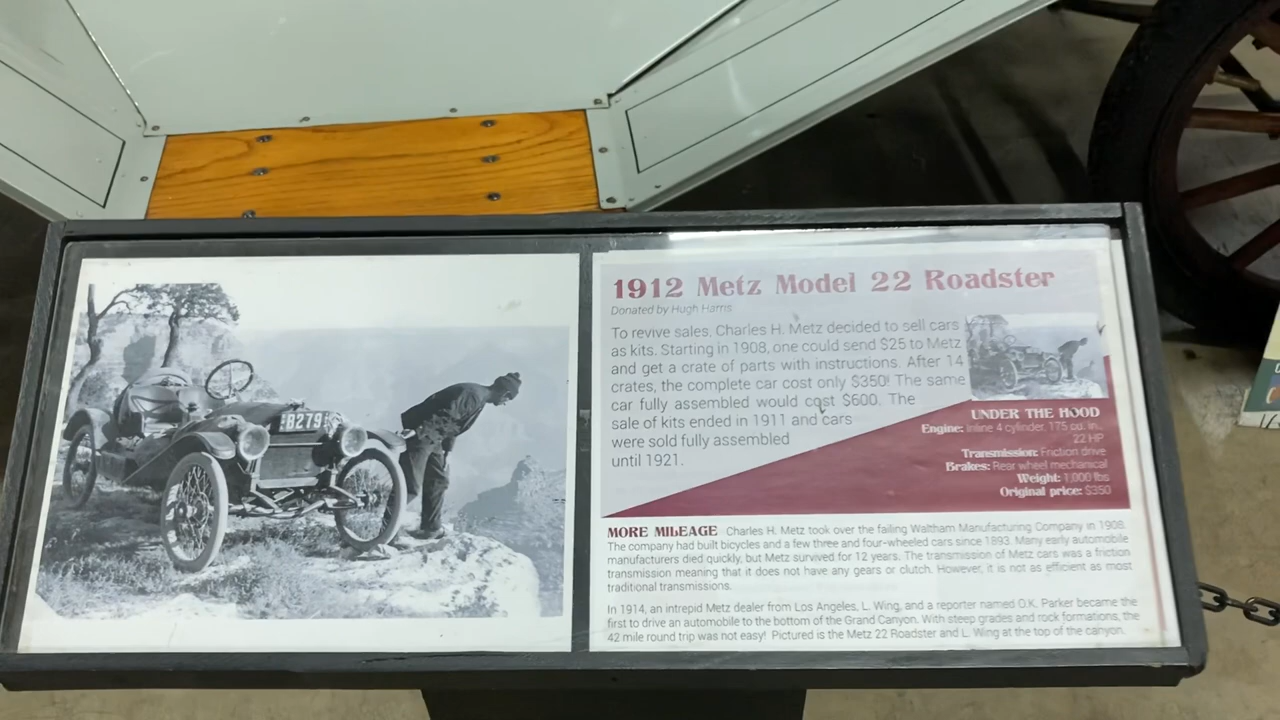 8279
1912 Metz Model 22 Roadster
Donated by Hugh Harris
To revive sales, Charles H. Metz decided to sell cars
as kits. Starting in 1908, one could send $25 to Metz
and get a crate of parts with instructions. After 14
crates, the complete car cost only $350! The same
car fully assembled would cost $600. The
sale of kits ended in 1911 and cars
were sold fully assembled
until 1921.
UNDER THE HOOD
Engine: Inline 4 cylinder, 175 cu. in.,
22 HP
Transmission: Friction drive
Brakes: Rear wheel mechanical
Weight: 1,000 lbs
Original price: $350
MORE MILEAGE Charles H. Metz took over the failing Waltham Manufacturing Company in 1908.
The company had built bicycles and a few three and four-wheeled cars since 1893. Many early automobile
manufacturers died quickly, but Metz survived for 12 years. The transmission of Metz cars was a friction
transmission meaning that it does not have any gears or clutch. However, it is not as efficient as most
traditional transmissions.
In 1914, an intrepid Metz dealer from Los Angeles, L. Wing, and a reporter named O.K. Parker became the
first to drive an automobile to the bottom of the Grand Canyon. With steep grades and rock formations, the
42 mile round trip was not easy! Pictured is the Metz 22 Roadster and L. Wing at the top of the canyon.